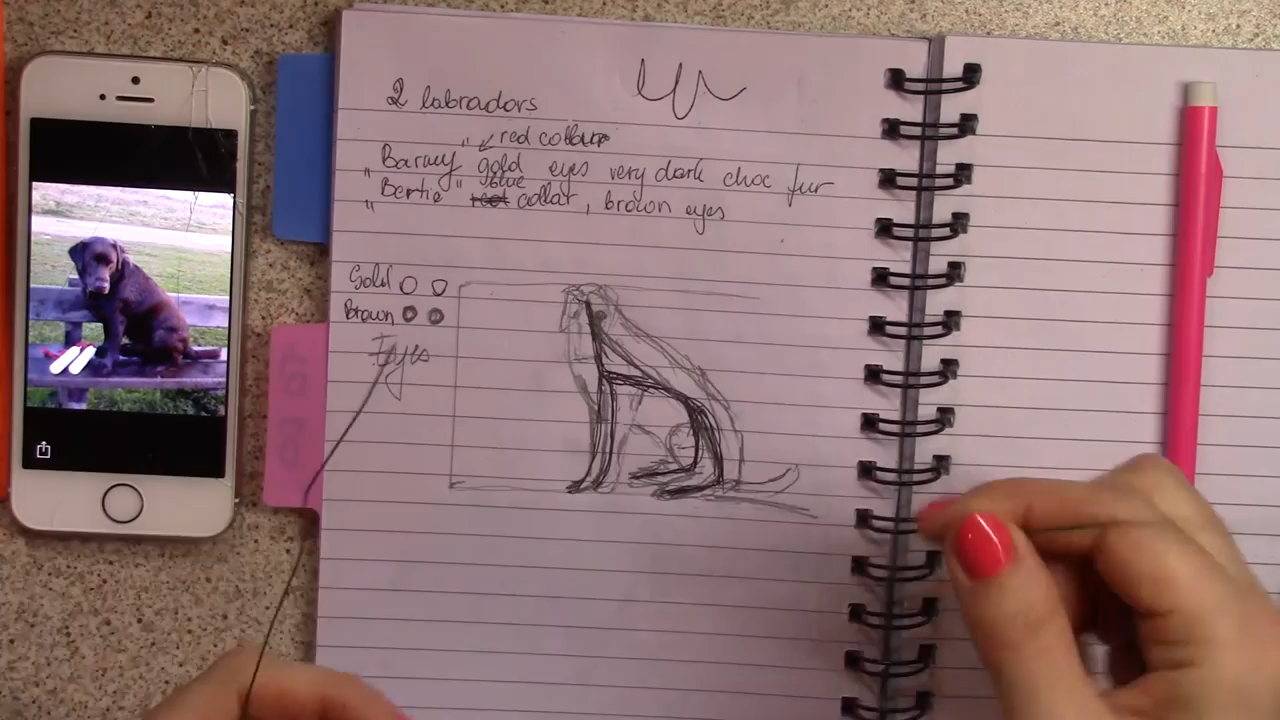 2 labradors
red collar
"Barney" gold eyes very dark choc fur
blue
"Bertie" collar, brown eyes
Gold
Brown
Eyes